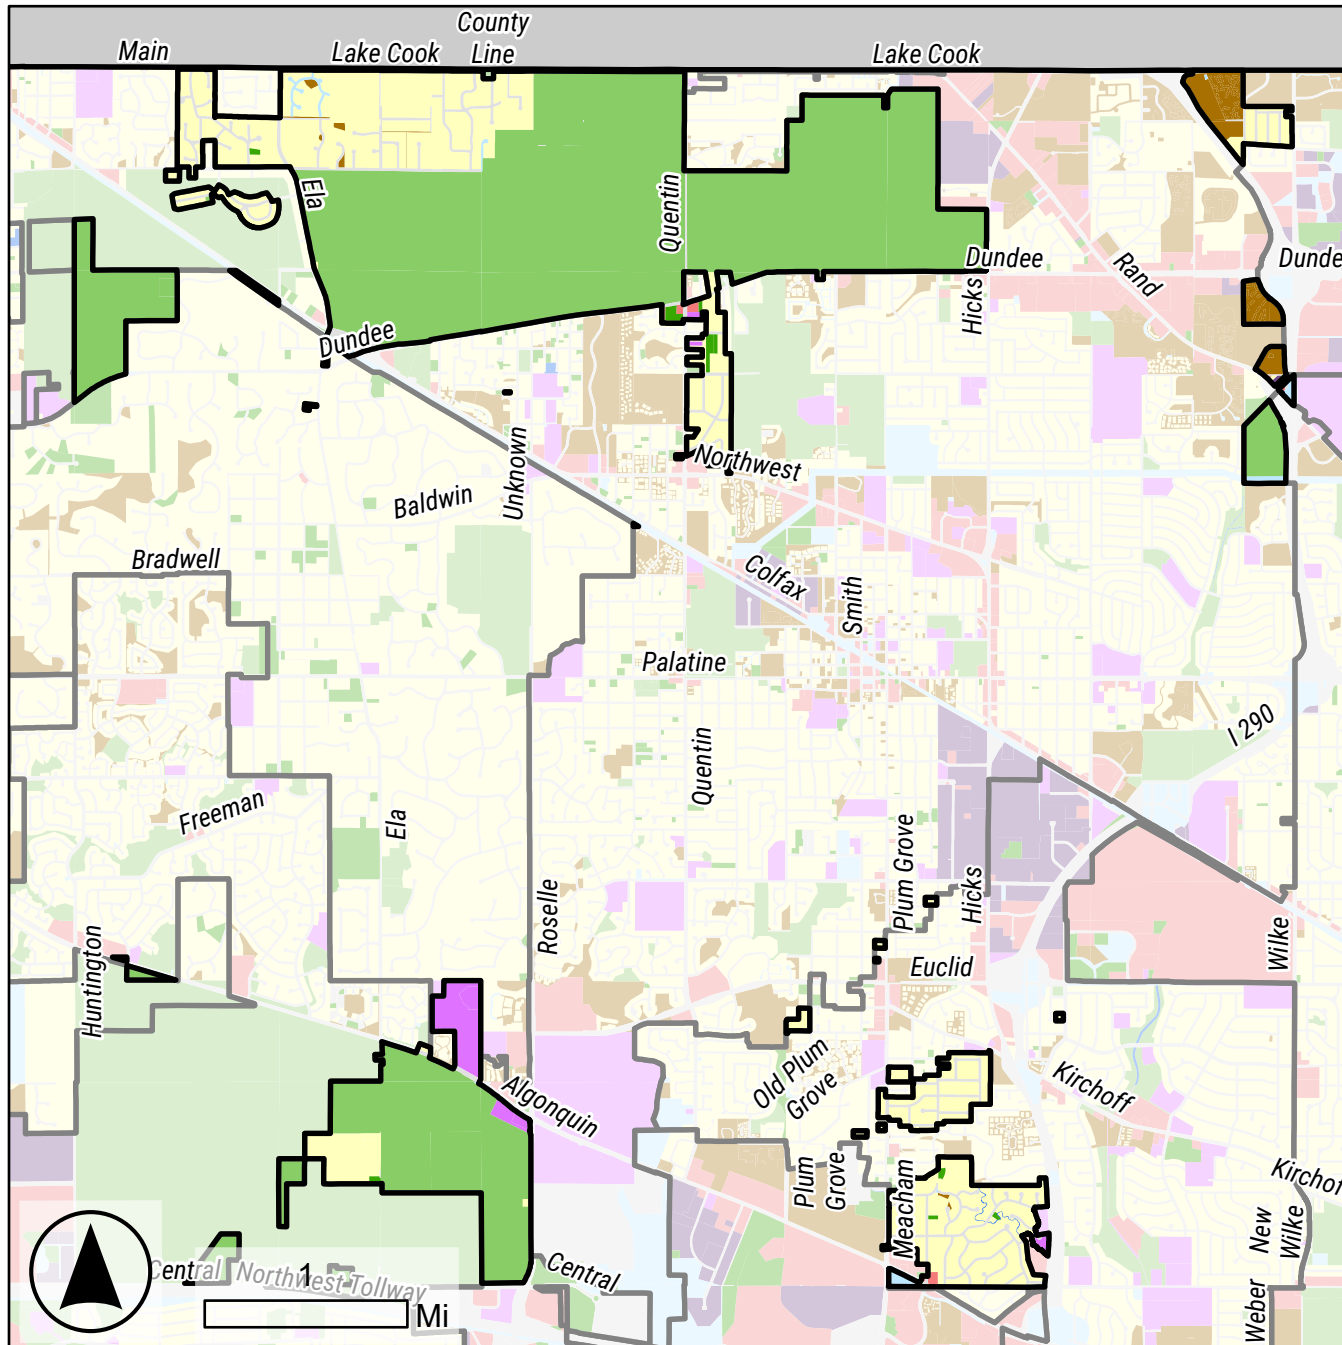 County
Line
Main
Lake Cook
Lake Cook
Ela
Quentin
Dundee
Dunde
Rand
Hicks
Dundee
Unknown
Northwest
Baldwin
Bradwell
Colfax
Smith
Palatine
I 290
Quentin
Freeman
Ela
Plum Grove
Hicks
Roselle
Wilke
Huntington
Euclid
Old Plum
Grove
Kirchoff
Algonquin
Plum
Grove
Meacham
Kirchof
New
Wilke
Central
Northwest Tollway
Central
Weber
1
Mi